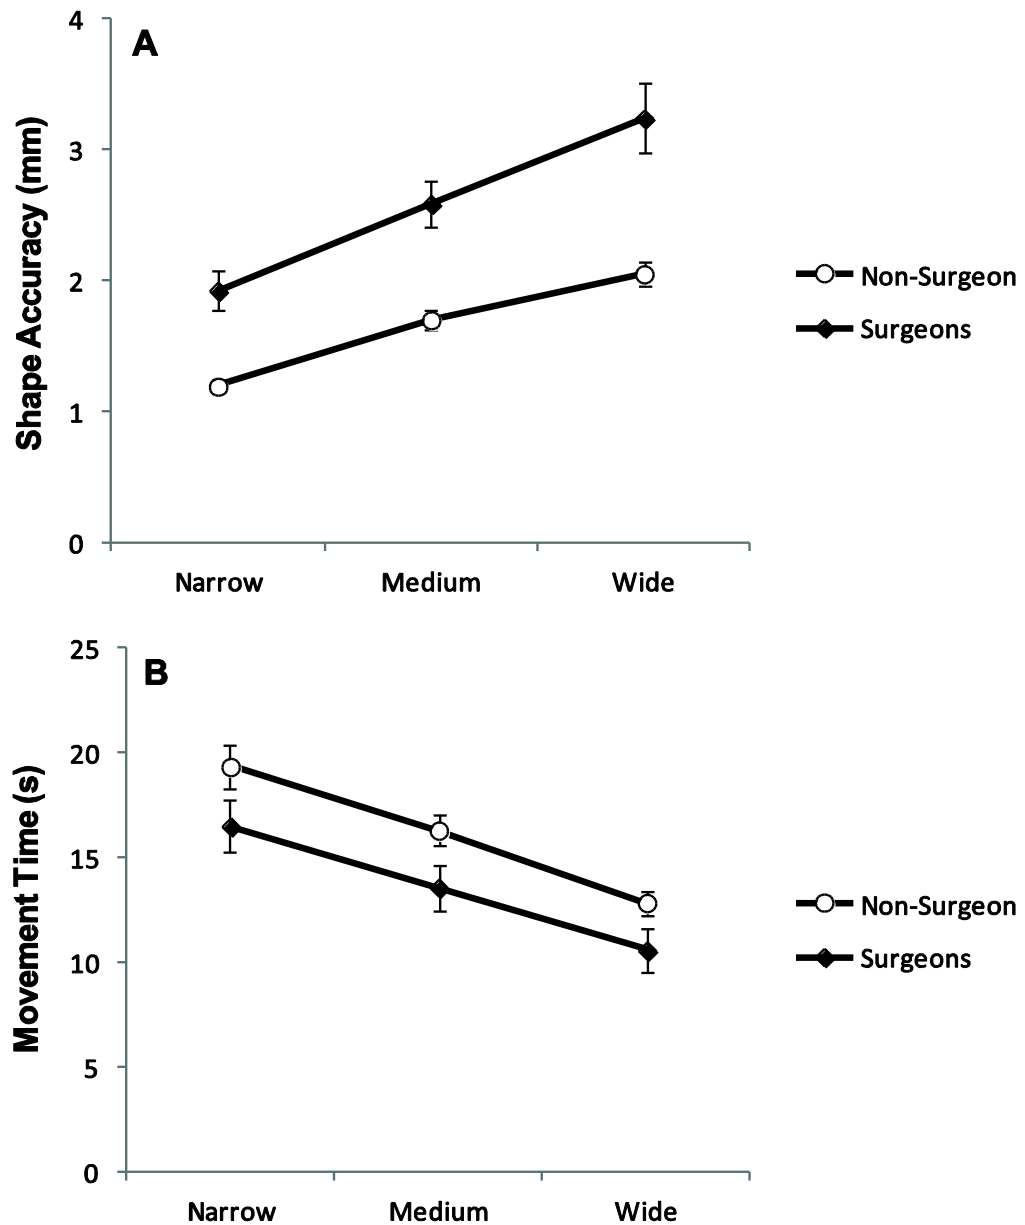 A
Shape Accuracy (mm)
4
3
2
1
0
Narrow Medium Wide
Non-Surgeon
Surgeons
B
Movement Time (s)
25
20
15
10
5
0
Narrow Medium Wide
Non-Surgeon
Surgeons